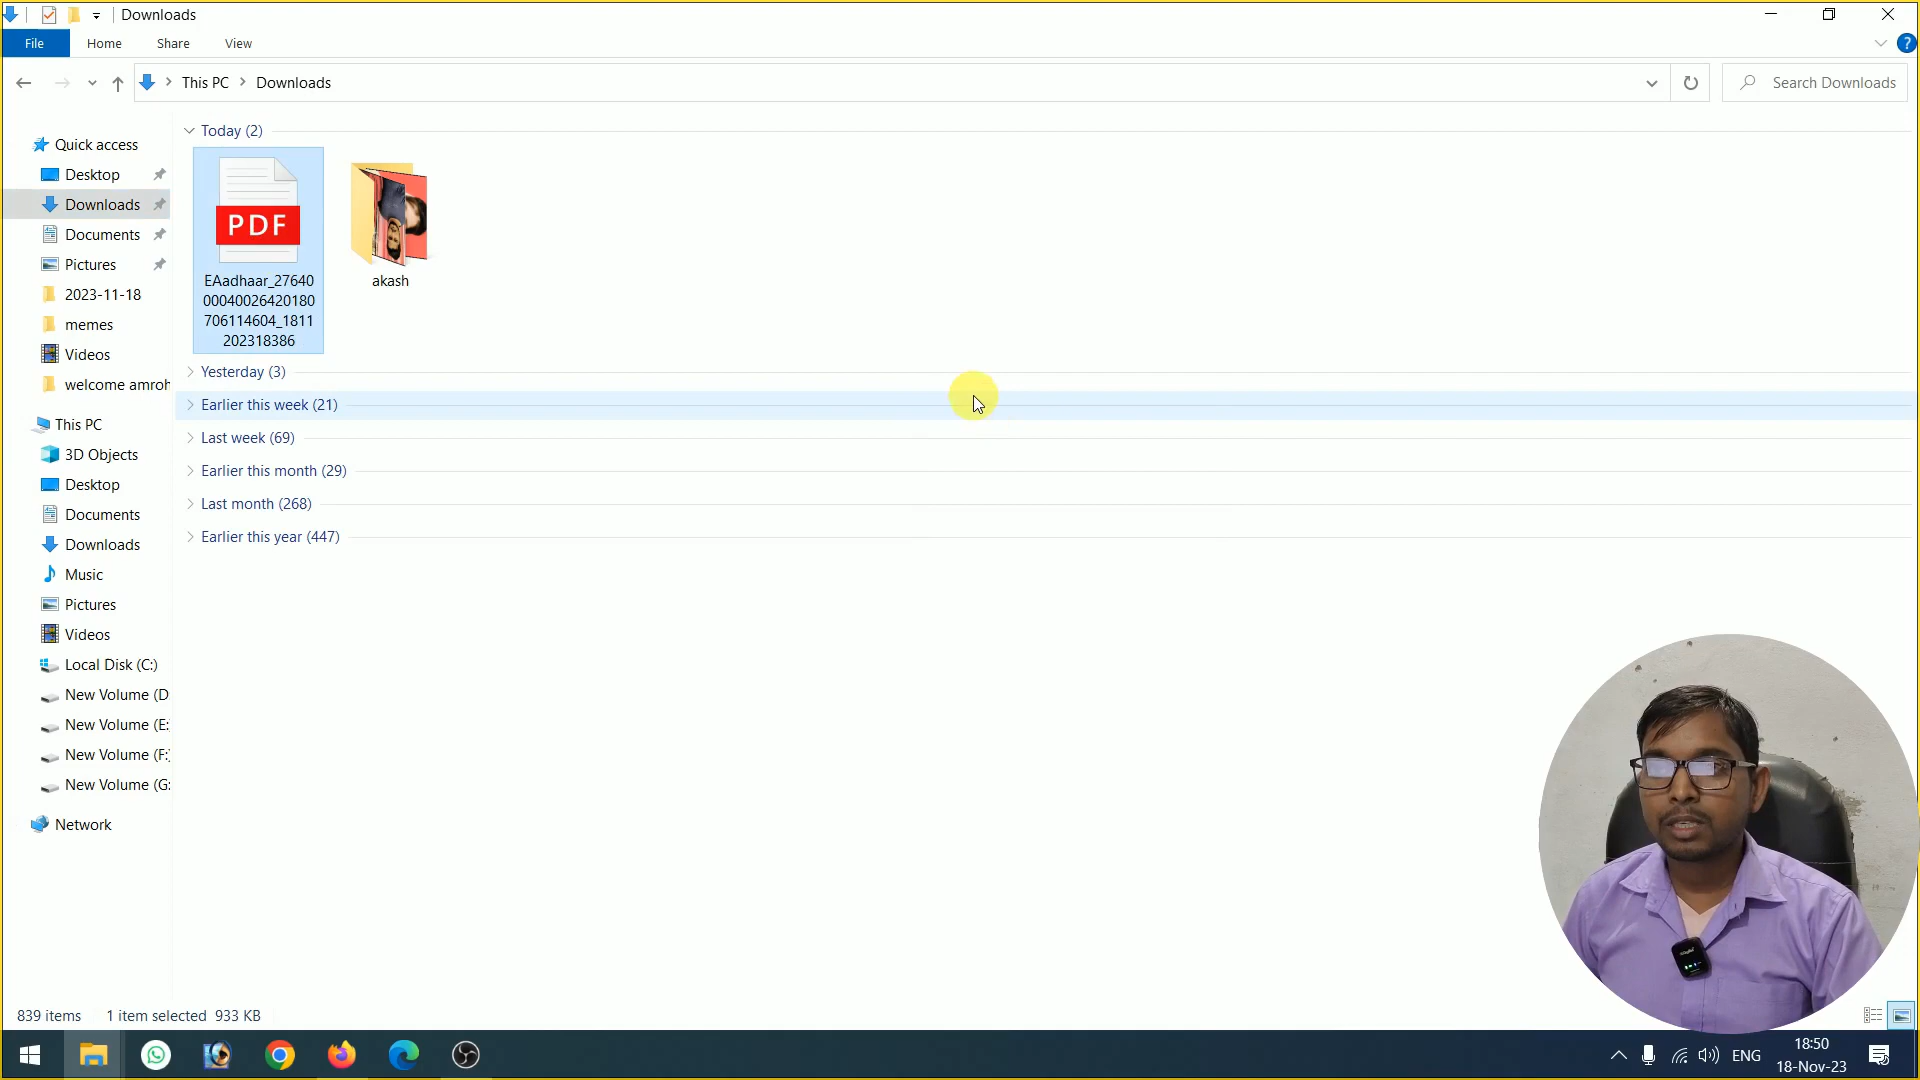 Downloads
File Home Share View
This PC Downloads
Search Downloads
Quick access
Desktop
Downloads
Documents
Pictures
2023-11-18
memes
Videos
welcome amroh
This PC
3D Objects
Desktop
Documents
Downloads
Music
Pictures
Videos
Local Disk (C:)
New Volume (D
New Volume (E:
New Volume (F:)
New Volume (G:
Network
Today (2)
PDF
EAadhaar_27640
00040026420180
706114604_1811
202318386
akash
Yesterday (3)
Earlier this week (21)
Last week (69)
Earlier this month (29)
Last month (268)
Earlier this year (447)
839 items 1 item selected 933 KB
ENG
18:50
18-Nov-23